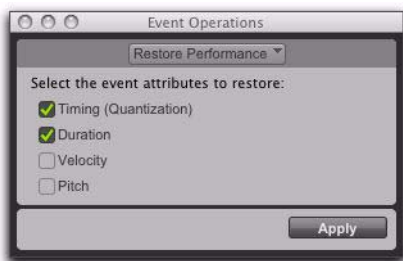 Event Operations
Restore Performance
Select the event attributes to restore:
Timing (Quantization)
Duration
Velocity
Pitch
Apply